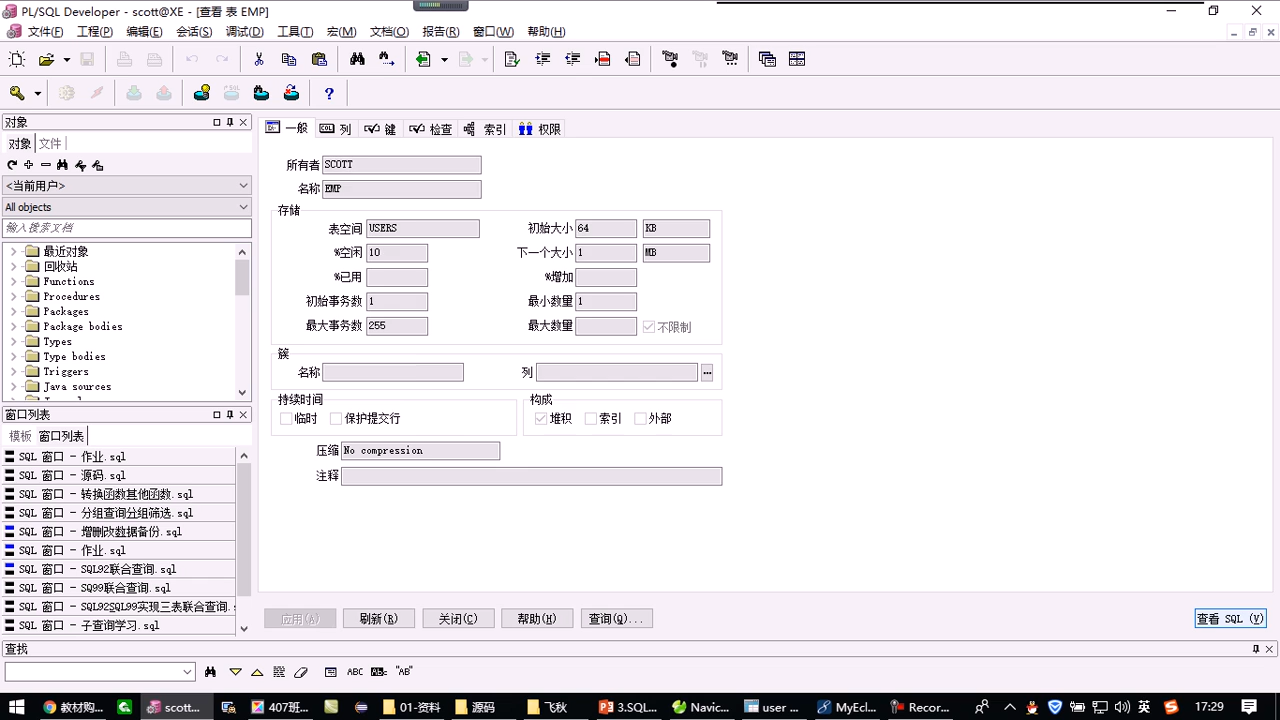 PL/SQL Developer - scott@XE - [查看 表 EMP]
文件(F) 工程(P) 编辑(E) 会话(S) 调试(D) 工具(T) 宏(M) 文档(O) 报告(R) 窗口(W) 帮助(H)
对象
对象 文件
<当前用户>
All objects
输入搜索文档
最近对象
回收站
Functions
Procedures
Packages
Package bodies
Types
Type bodies
Triggers
Java sources
窗口列表
模板 窗口列表
SQL 窗口 - 作业.sql
SQL 窗口 - 源码.sql
SQL 窗口 - 转换函数其他函数.sql
SQL 窗口 - 分组查询分组筛选.sql
SQL 窗口 - 增删改数据备份.sql
SQL 窗口 - 作业.sql
SQL 窗口 - SQL92联合查询.sql
SQL 窗口 - SQ99联合查询.sql
SQL 窗口 - SQL92SQL99实现三表联合查询.s
SQL 窗口 - 子查询学习.sql
一般 列 键 检查 索引 权限
所有者 SCOTT
名称 EMP
存储
表空间 USERS 初始大小 64 KB
%空闲 10 下一个大小 1 MB
%已用 %增加
初始事务数 1 最小数量 1
最大事务数 255 最大数量 不限制
簇
名称 列 ...
持续时间 构成
临时 保护提交行 堆积 索引 外部
压缩 No compression
注释
应用(A) 刷新(R) 关闭(C) 帮助(H) 查询(Q)... 查看 SQL (V)
查找
ABC ABc "AB"
教材购... scott... 407班... 01-资料 源码 飞秋 3.SQL... Navic... user ... MyEcl... Recor... 英 17:29